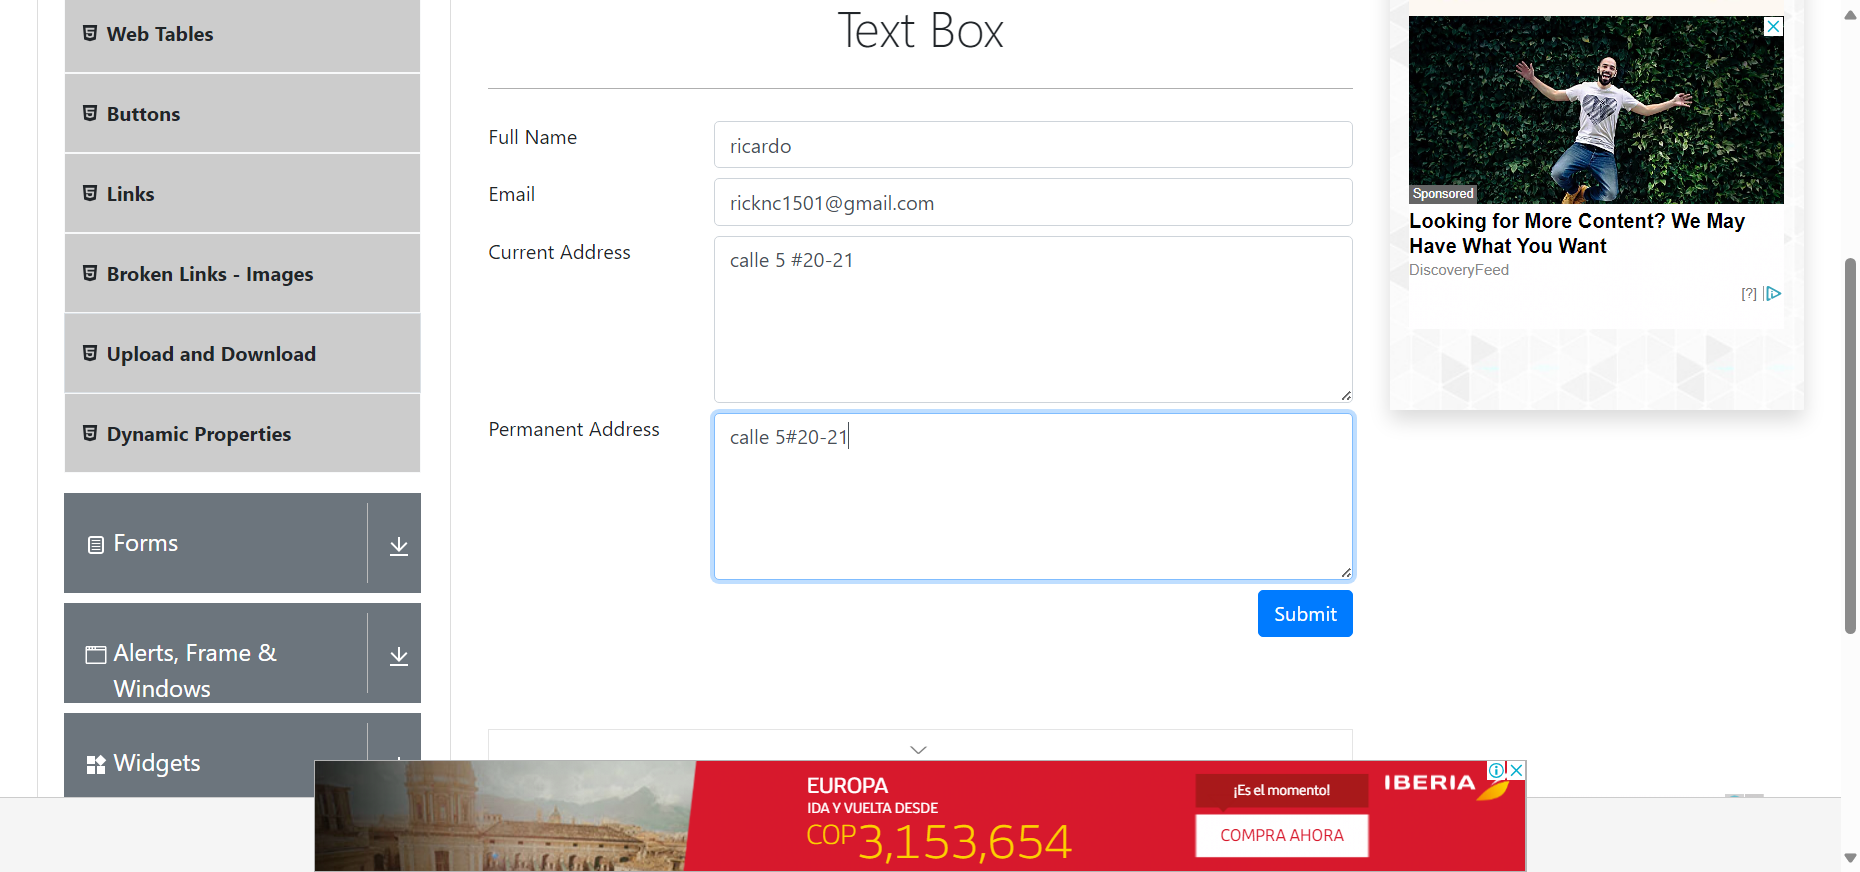 Web Tables
Buttons
Links
Broken Links - Images
Upload and Download
Dynamic Properties
Forms
Alerts, Frame &
Windows
Widgets
Text Box
Full Name
ricardo
Email
ricknc1501@gmail.com
Current Address
calle 5 #20-21
Permanent Address
calle 5#20-21
Submit
Sponsored
Looking for More Content? We May
Have What You Want
DiscoveryFeed
[?]
EUROPA
IDA Y VUELTA DESDE
COP3,153,654
¡Es el momento!
COMPRA AHORA
IBERIA